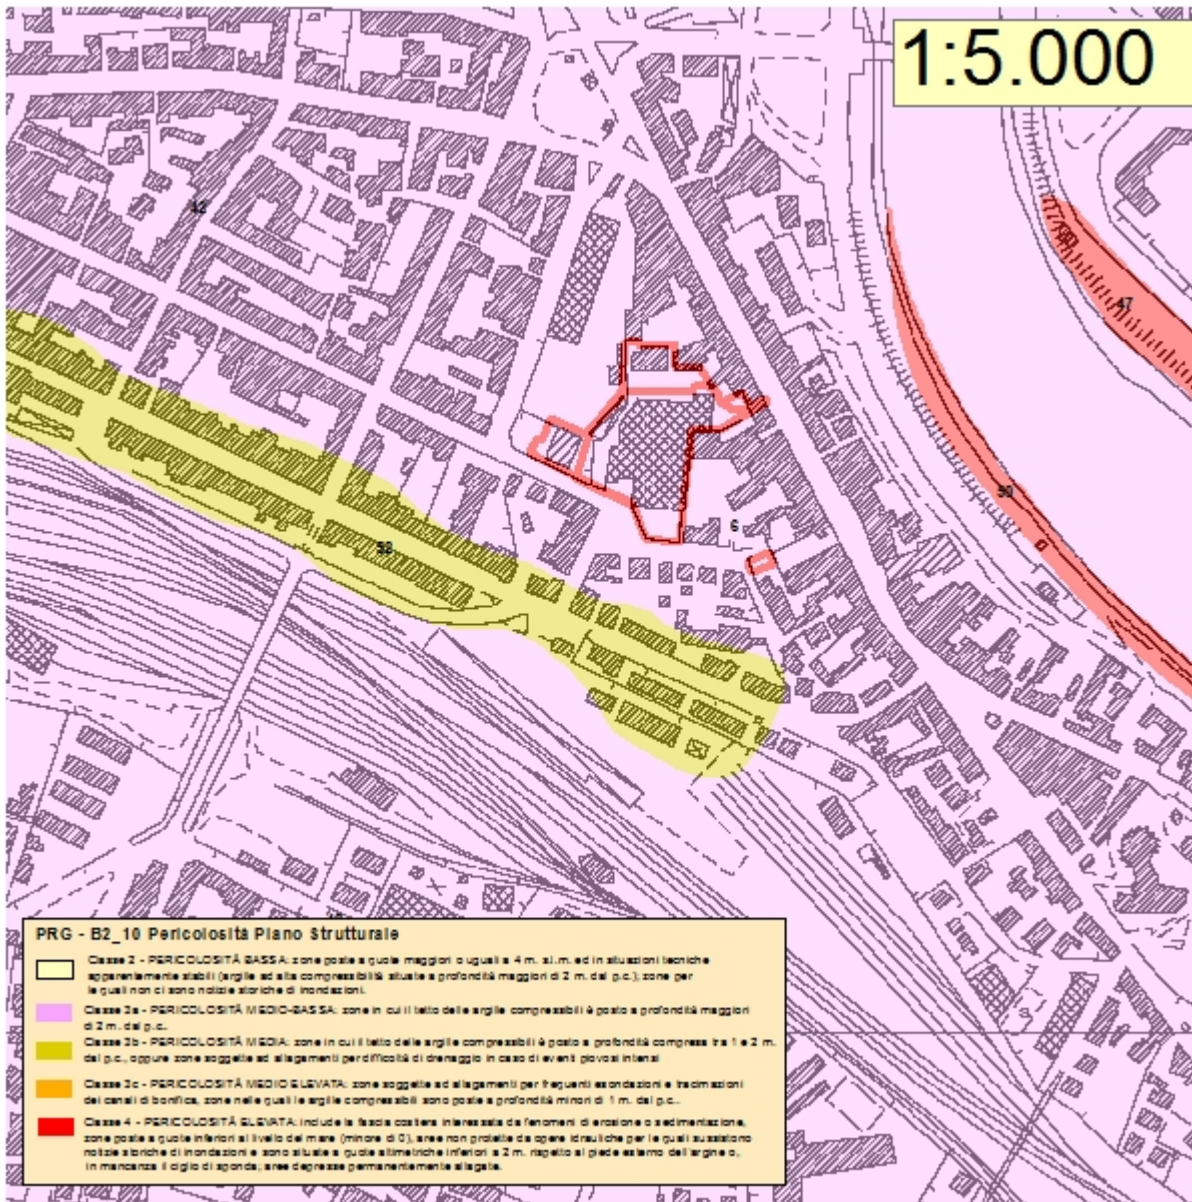 1:5.000
42
47
50
6
53
PRG - B2_10 Pericolosità Piano Strutturale
Classe 2 - PERICOLOSITÀ BASSA: zone poste a quote maggiori o uguali a 4 m. s.l.m. ed in situazioni tecniche
apparentemente stabili (argille ad alta compressibilità situate a profondità maggiori di 2 m. dal p.c.); zone per
le quali non ci sono notizie storiche di inondazioni.
Classe 3a - PERICOLOSITÀ MEDIO-BASSA: zone in cui il tetto delle argille compressibili è posto a profondità maggiori
di 2 m. dal p.c.
Classe 3b - PERICOLOSITÀ MEDIA: zone in cui il tetto delle argille compressibili è posto a profondità compresa tra 1 e 2 m.
dal p.c., oppure zone soggette ad allagamenti per difficoltà di drenaggio in caso di eventi piovosi intensi
Classe 3c - PERICOLOSITÀ MEDIO ELEVATA: zone soggette ad allagamenti per frequenti esondazioni e tracimazioni
dei canali di bonifica, zone nelle quali le argille compressibili sono poste a profondità minori di 1 m. dal p.c..
Classe 4 - PERICOLOSITÀ ELEVATA: include la fascia costiera interessata da fenomeni di erosione o sedimentazione,
zone poste a quote inferiori al livello del mare (minore di 0), aree non protette da opere idrauliche per le quali sussistono
notizie storiche di inondazioni e sono situate a quote altimetriche inferiori a 2 m. rispetto al piede esterno dell'argine o,
in mancanza il ciglio di sponda; aree depresse permanentemente allagate.